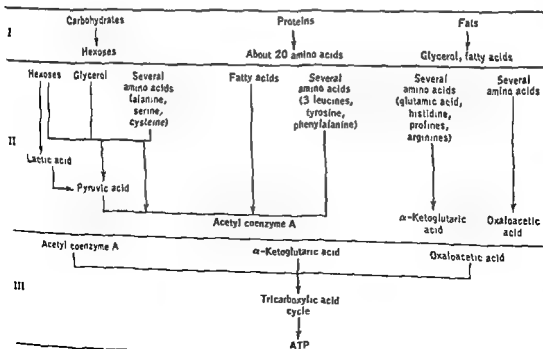 I
Carbohydrates
Hexoses
Proteins
About 20 amino acids
Fats
Glycerol, fatty acids
II
Hexoses
Glycerol
Several
amino acids
(alanine,
serine,
cysteine)
Fatty acids
Several
amino acids
(3 leucines,
tyrosine,
phenylalanine)
Several
amino acids
(glutamic acid,
histidine,
prolines,
arginines)
Several
amino acids
Lactic acid
Pyruvic acid
Acetyl coenzyme A
α-Ketoglutaric
acid
Oxaloacetic
acid
III
Acetyl coenzyme A
α-Ketoglutaric acid
Oxaloacetic acid
Tricarboxylic acid
cycle
ATP